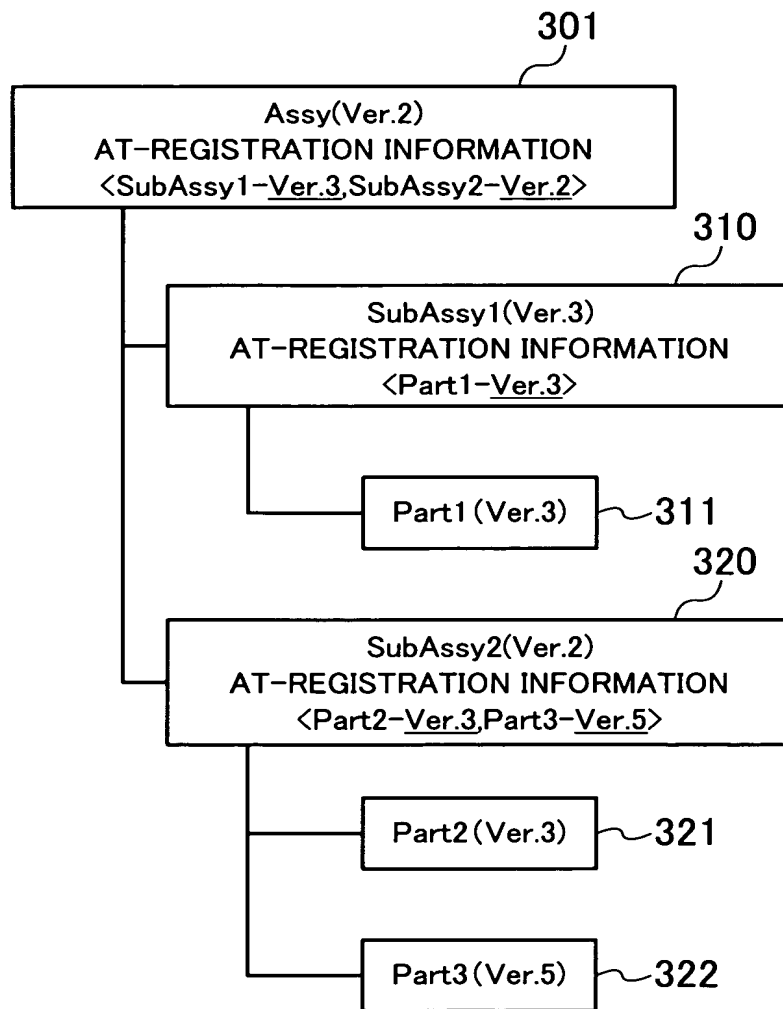 301
Assy(Ver.2)
AT-REGISTRATION INFORMATION
<SubAssy1-Ver.3,SubAssy2-Ver.2>
310
SubAssy1(Ver.3)
AT-REGISTRATION INFORMATION
<Part1-Ver.3>
Part1(Ver.3) 311
320
SubAssy2(Ver.2)
AT-REGISTRATION INFORMATION
<Part2-Ver.3,Part3-Ver.5>
Part2(Ver.3) 321
Part3(Ver.5) 322